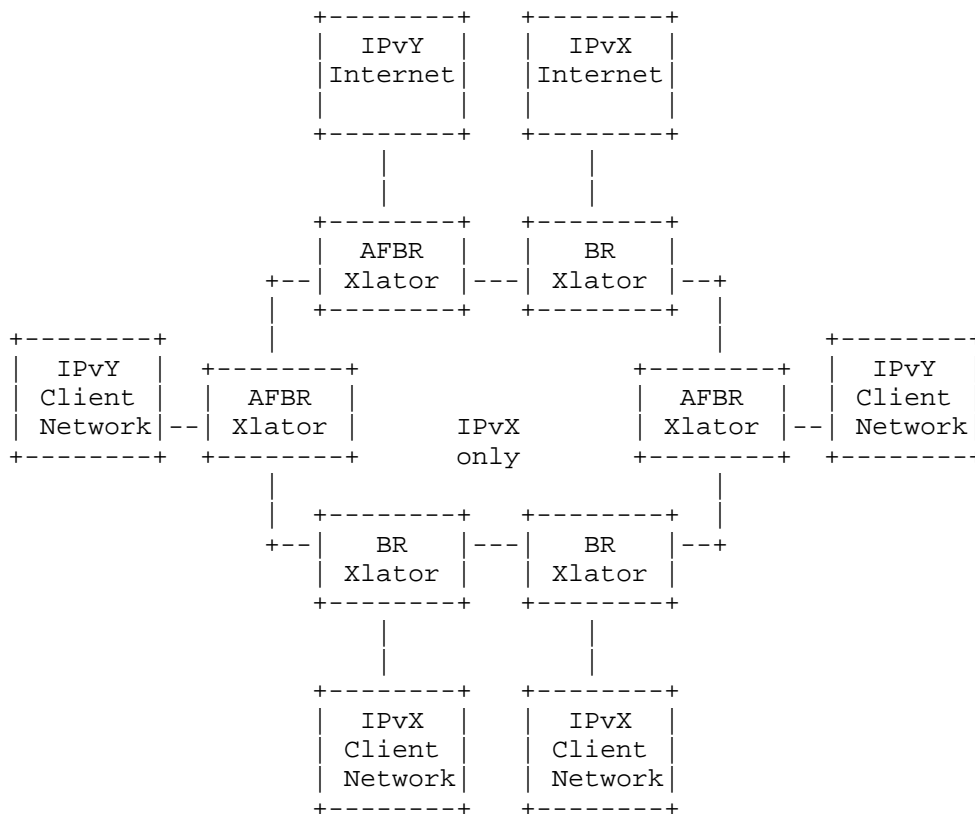 IPvY IPvX
Internet Internet
AFBR BR
Xlator Xlator
IPvY IPvY
Client AFBR AFBR Client
Network Xlator IPvX Xlator Network
only
BR BR
Xlator Xlator
IPvX IPvX
Client Client
Network Network